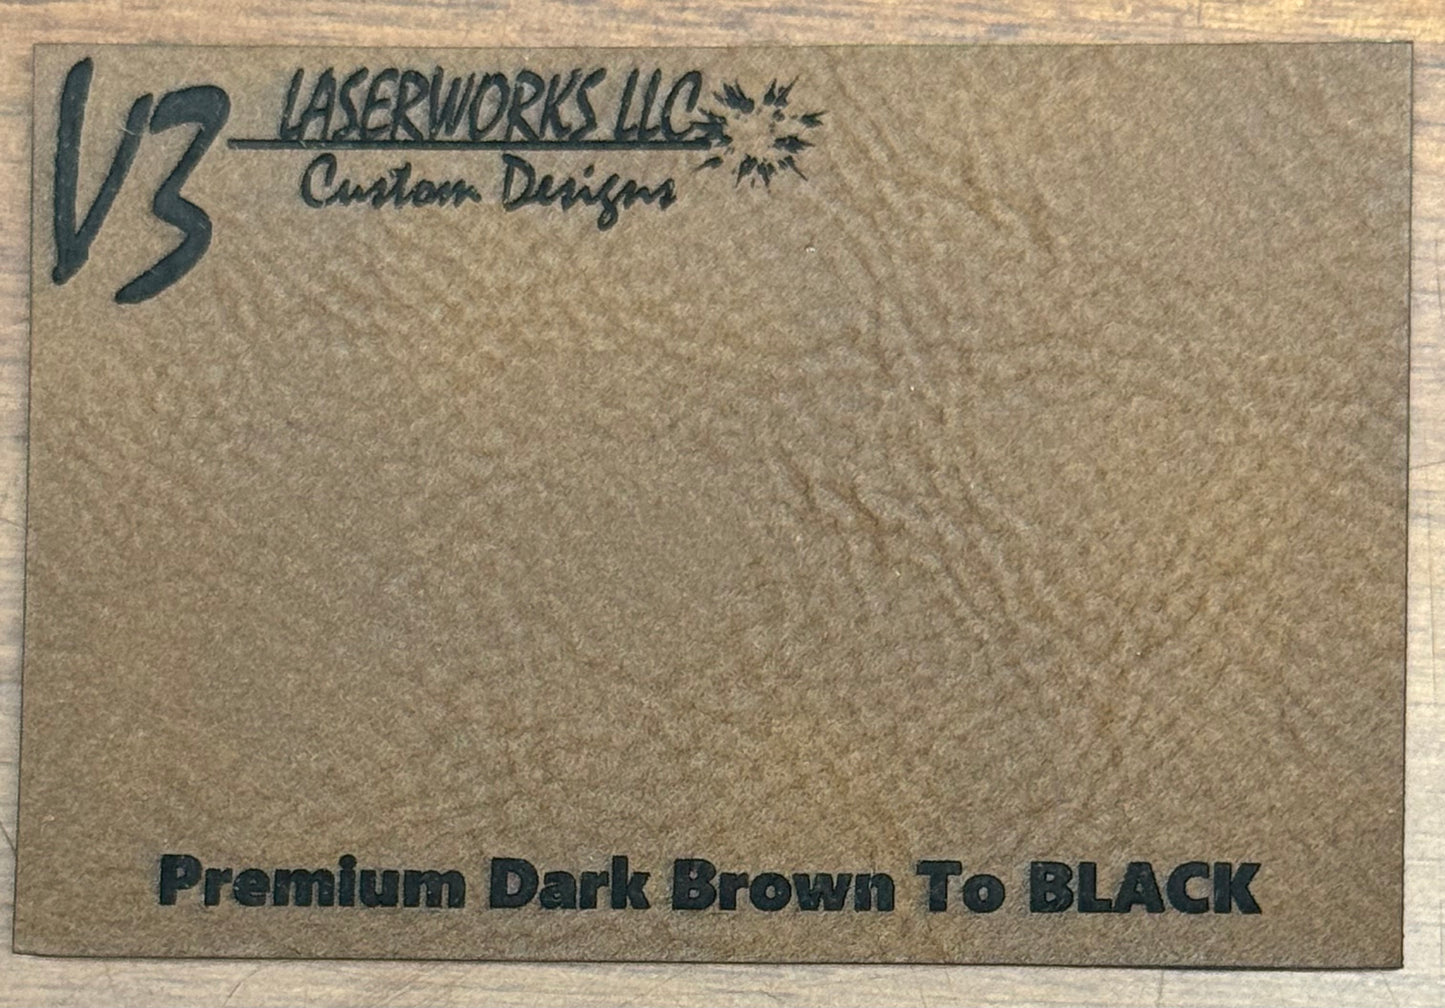 V3 LASERWORKS LLC
Custom Designs
Premium Dark Brown To BLACK